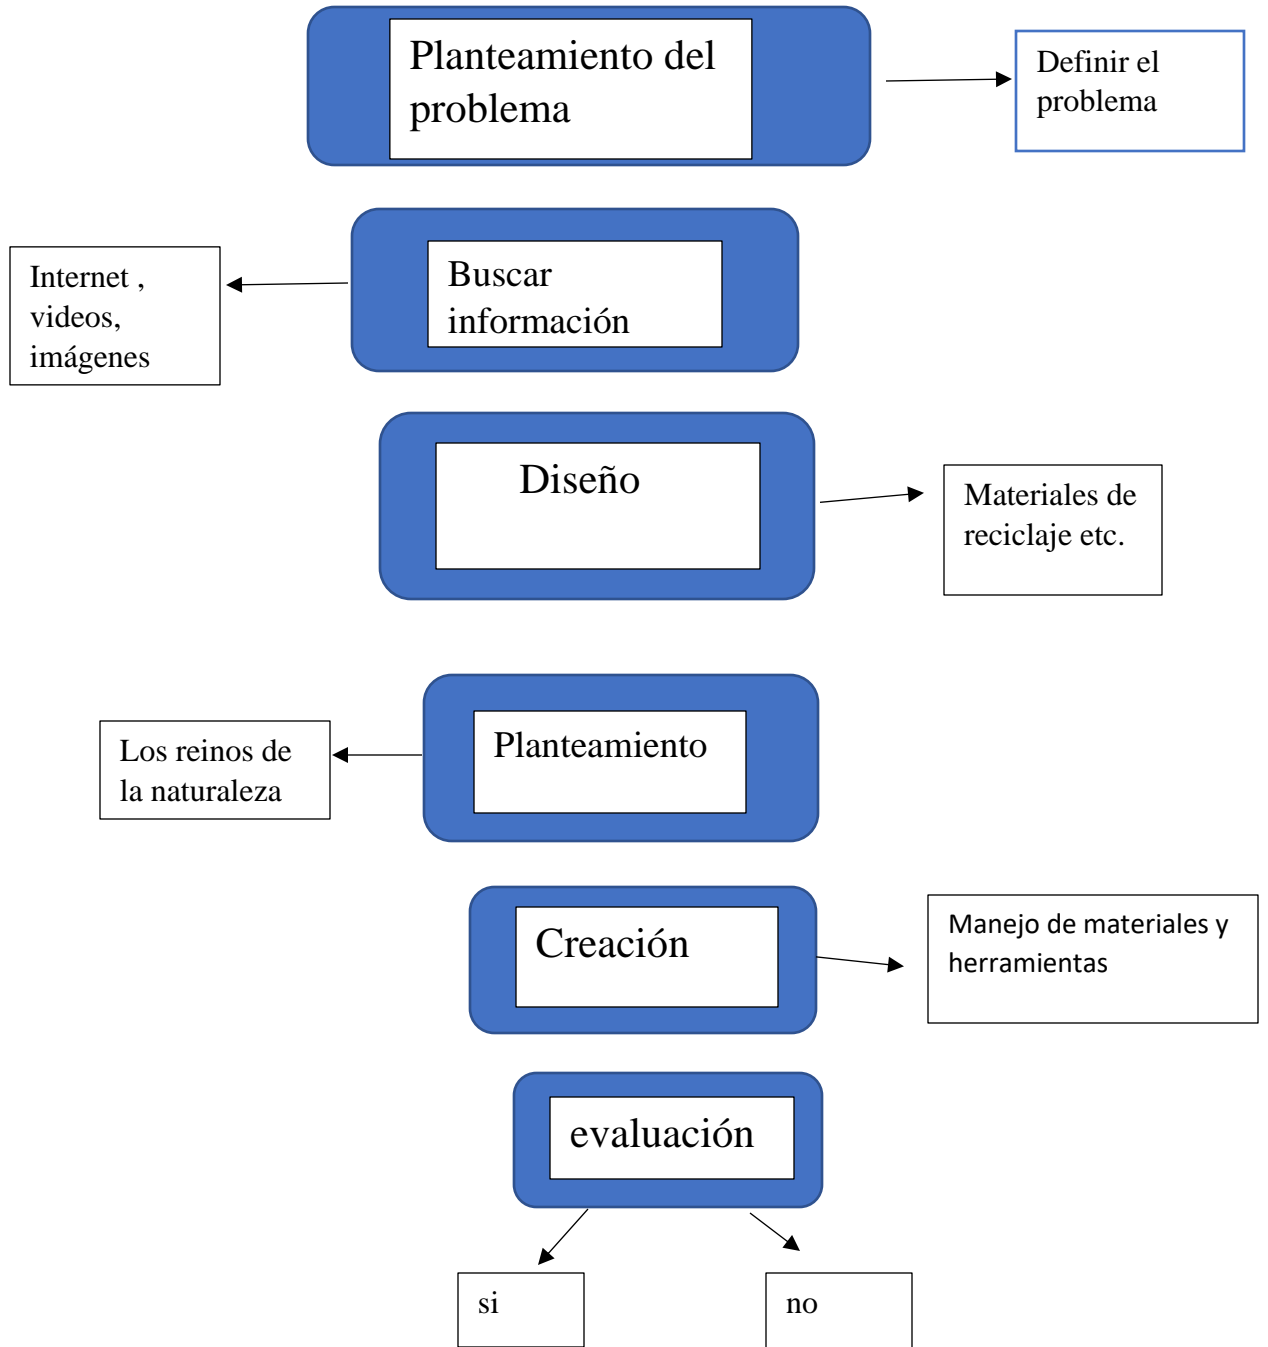 Planteamiento del
problema
Definir el
problema
Buscar
información
Internet ,
videos,
imágenes
Diseño
Materiales de
reciclaje etc.
Planteamiento
Los reinos de
la naturaleza
Creación
Manejo de materiales y
herramientas
evaluación
si
no